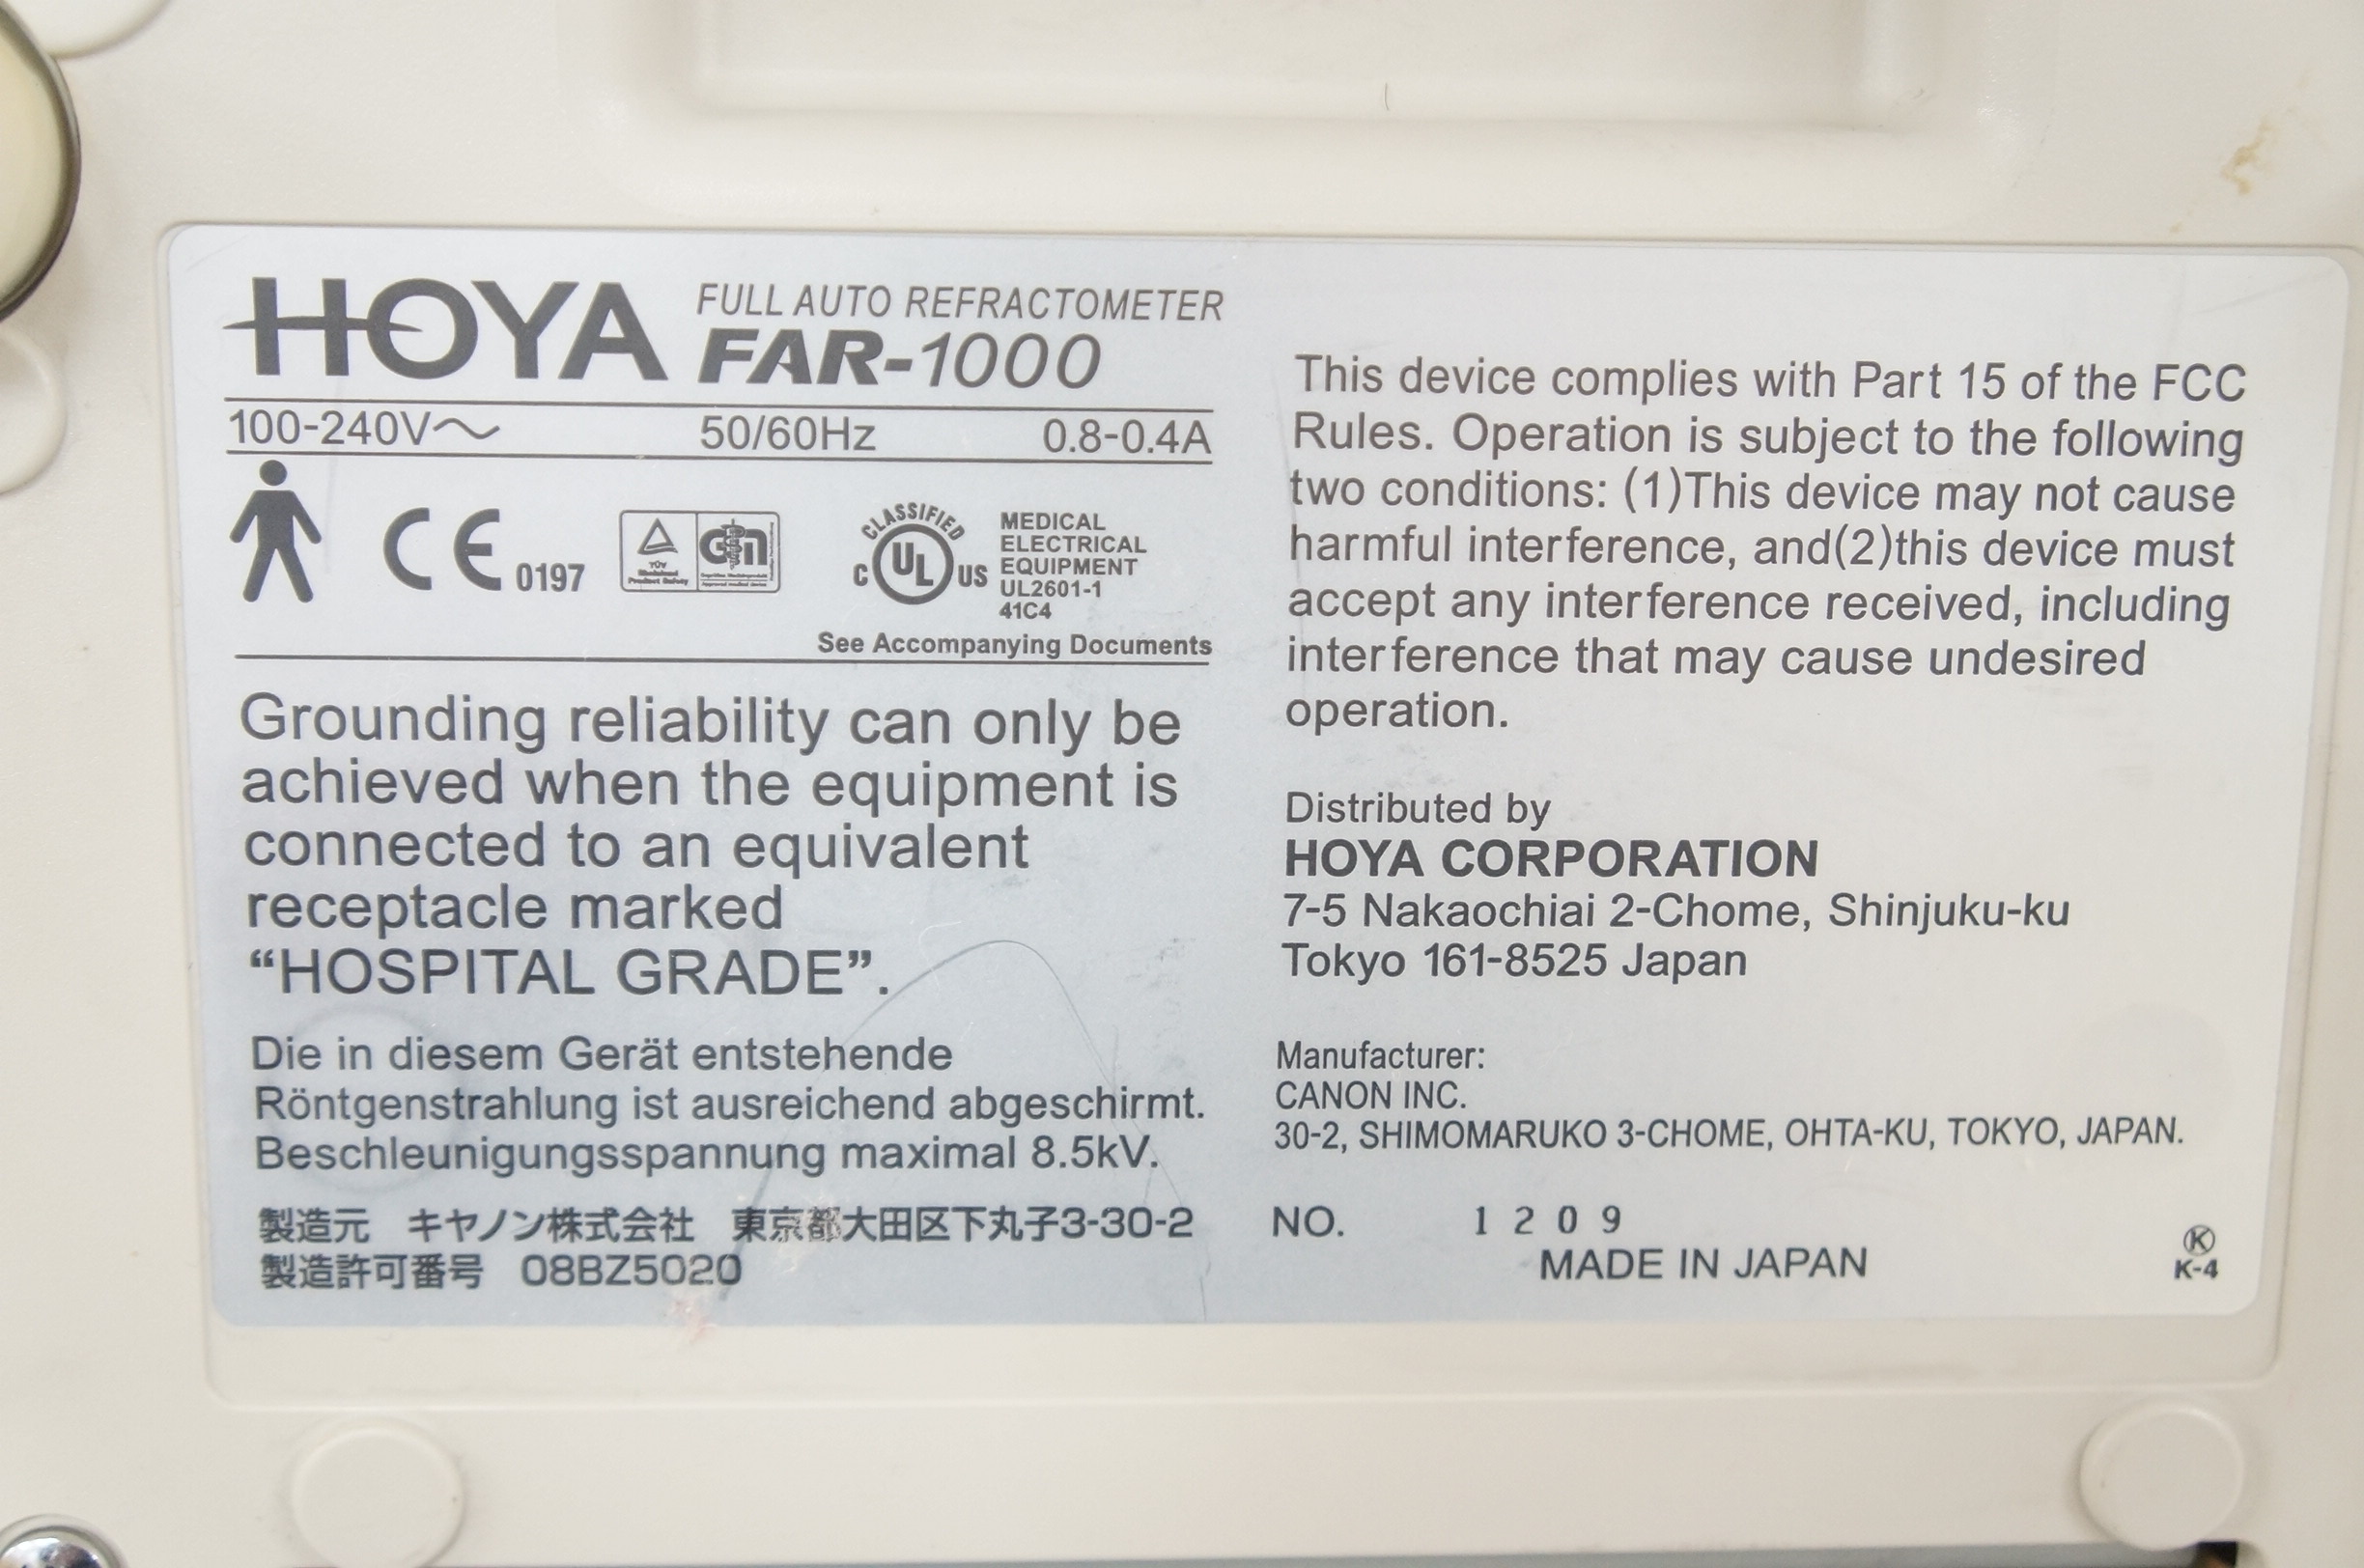 HOYA FULL AUTO REFRACTOMETER
FAR-1000
100-240V～ 50/60Hz 0.8-0.4A
CE 0197
TÜV
Rheinland
Product Safety
GM
CLASSIFIED
C UL US
MEDICAL
ELECTRICAL
EQUIPMENT
UL2601-1
41C4
See Accompanying Documents
Grounding reliability can only be
achieved when the equipment is
connected to an equivalent
receptacle marked
“HOSPITAL GRADE”.
Die in diesem Gerät entstehende
Röntgenstrahlung ist ausreichend abgeschirmt.
Beschleunigungsspannung maximal 8.5kV.
製造元 キヤノン株式会社 東京都大田区下丸子3-30-2
製造許可番号 08BZ5020
This device complies with Part 15 of the FCC
Rules. Operation is subject to the following
two conditions: (1)This device may not cause
harmful interference, and(2)this device must
accept any interference received, including
interference that may cause undesired
operation.
Distributed by
HOYA CORPORATION
7-5 Nakaochiai 2-Chome, Shinjuku-ku
Tokyo 161-8525 Japan
Manufacturer:
CANON INC.
30-2, SHIMOMARUKO 3-CHOME, OHTA-KU, TOKYO, JAPAN.
NO. 1209
MADE IN JAPAN
K
K-4